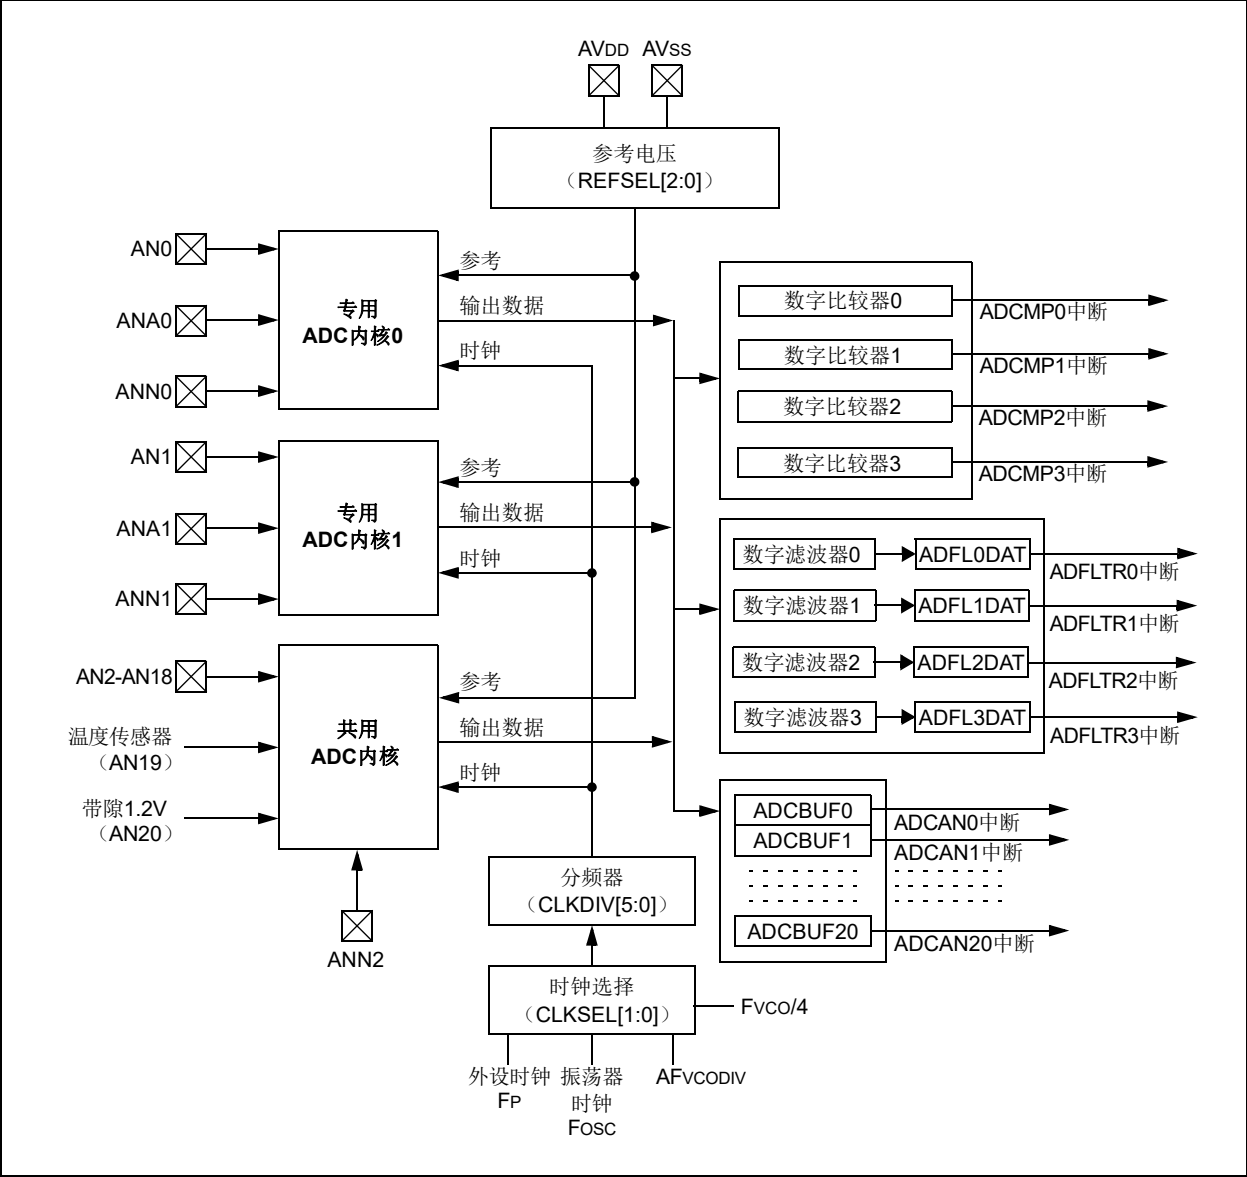 AVDD AVSS
参考电压
（REFSEL[2:0]）
AN0
ANA0
ANN0
专用
ADC内核0
参考
输出数据
时钟
AN1
ANA1
ANN1
专用
ADC内核1
参考
输出数据
时钟
AN2-AN18
温度传感器
（AN19）
带隙1.2V
（AN20）
共用
ADC内核
参考
输出数据
时钟
ANN2
分频器
（CLKDIV[5:0]）
时钟选择
（CLKSEL[1:0]）
FVCO/4
外设时钟
FP
振荡器
时钟
FOSC
AFVCODIV
数字比较器0
ADCMP0中断
数字比较器1
ADCMP1中断
数字比较器2
ADCMP2中断
数字比较器3
ADCMP3中断
数字滤波器0 ADFL0DAT
ADFLTR0中断
数字滤波器1 ADFL1DAT
ADFLTR1中断
数字滤波器2 ADFL2DAT
ADFLTR2中断
数字滤波器3 ADFL3DAT
ADFLTR3中断
ADCBUF0
ADCAN0中断
ADCBUF1
ADCAN1中断
ADCBUF20
ADCAN20中断